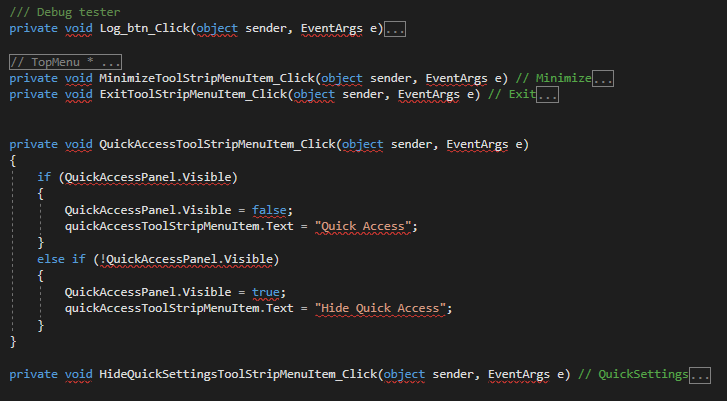 /// Debug tester
private void Log_btn_Click(object sender, EventArgs e)...
// TopMenu * ...
private void MinimizeToolStripMenuItem_Click(object sender, EventArgs e) // Minimize...
private void ExitToolStripMenuItem_Click(object sender, EventArgs e) // Exit...
private void QuickAccessToolStripMenuItem_Click(object sender, EventArgs e)
{
if (QuickAccessPanel.Visible)
{
QuickAccessPanel.Visible = false;
quickAccessToolStripMenuItem.Text = "Quick Access";
}
else if (!QuickAccessPanel.Visible)
{
QuickAccessPanel.Visible = true;
quickAccessToolStripMenuItem.Text = "Hide Quick Access";
}
}
private void HideQuickSettingsToolStripMenuItem_Click(object sender, EventArgs e) // QuickSettings...